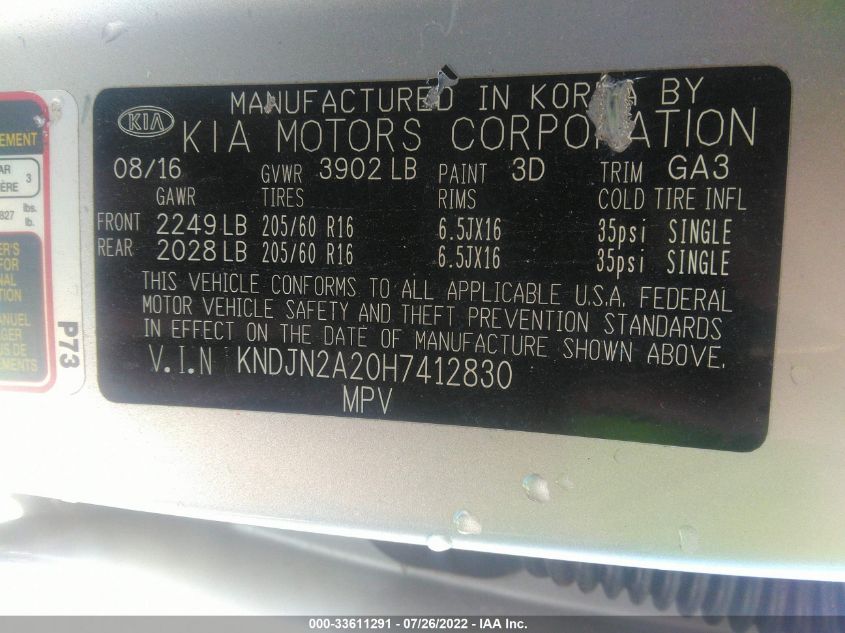 MANUFACTURED IN KOREA BY
KIA KIA MOTORS CORPORATION
08/16 GVWR 3902 LB PAINT 3D TRIM GA3
GAWR TIRES RIMS COLD TIRE INFL
FRONT 2249 LB 205/60 R16 6.5JX16 35psi SINGLE
REAR 2028 LB 205/60 R16 6.5JX16 35psi SINGLE
THIS VEHICLE CONFORMS TO ALL APPLICABLE U.S.A. FEDERAL
MOTOR VEHICLE SAFETY AND THEFT PREVENTION STANDARDS
IN EFFECT ON THE DATE OF MANUFACTURE SHOWN ABOVE.
V.I.N KNDJN2A20H7412830
MPV
3
827 lbs.
lb.
P73
000-33611291 - 07/26/2022 - IAA Inc.